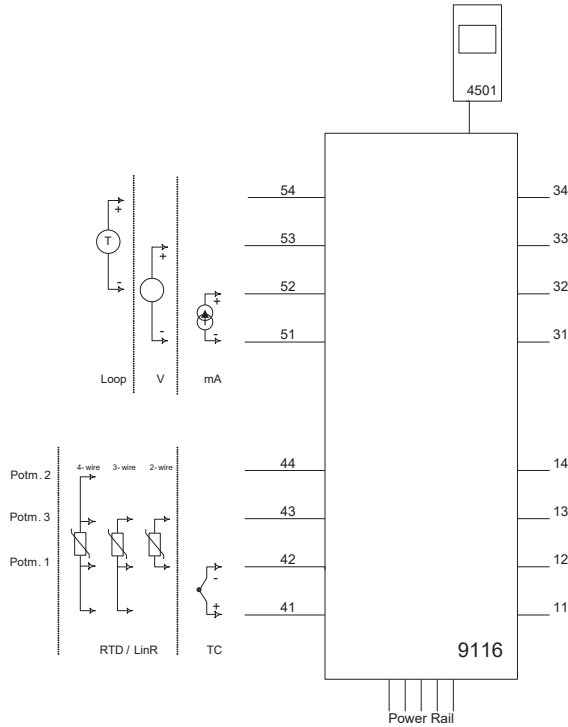 4501
54
34
+
T
53
33
+
52
32
+
-
51
31
-
-
Loop
V
mA
44
14
Potm. 2
4- wire
3- wire
2- wire
43
13
Potm. 3
42
12
Potm. 1
-
+
41
11
RTD / LinR
TC
9116
Power Rail